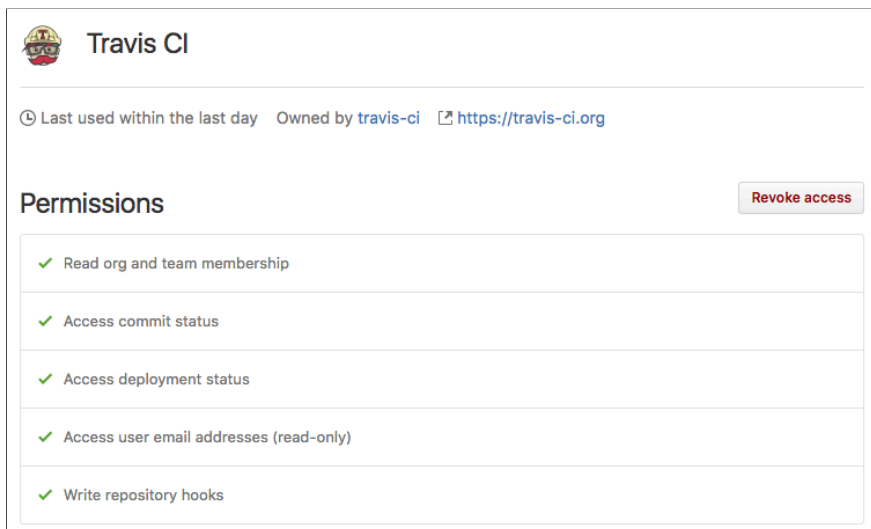 Travis CI
Last used within the last day Owned by travis-ci https://travis-ci.org
Permissions
Revoke access
Read org and team membership
Access commit status
Access deployment status
Access user email addresses (read-only)
Write repository hooks